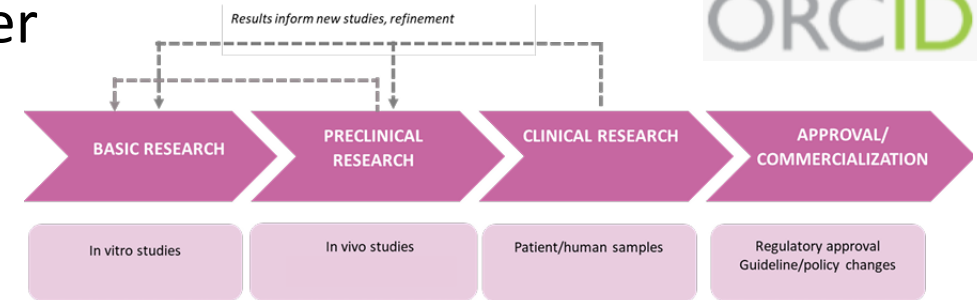 er
Results inform new studies, refinement
ORCID
BASIC RESEARCH
PRECLINICAL
RESEARCH
CLINICAL RESEARCH
APPROVAL/
COMMERCIALIZATION
In vitro studies
In vivo studies
Patient/human samples
Regulatory approval
Guideline/policy changes